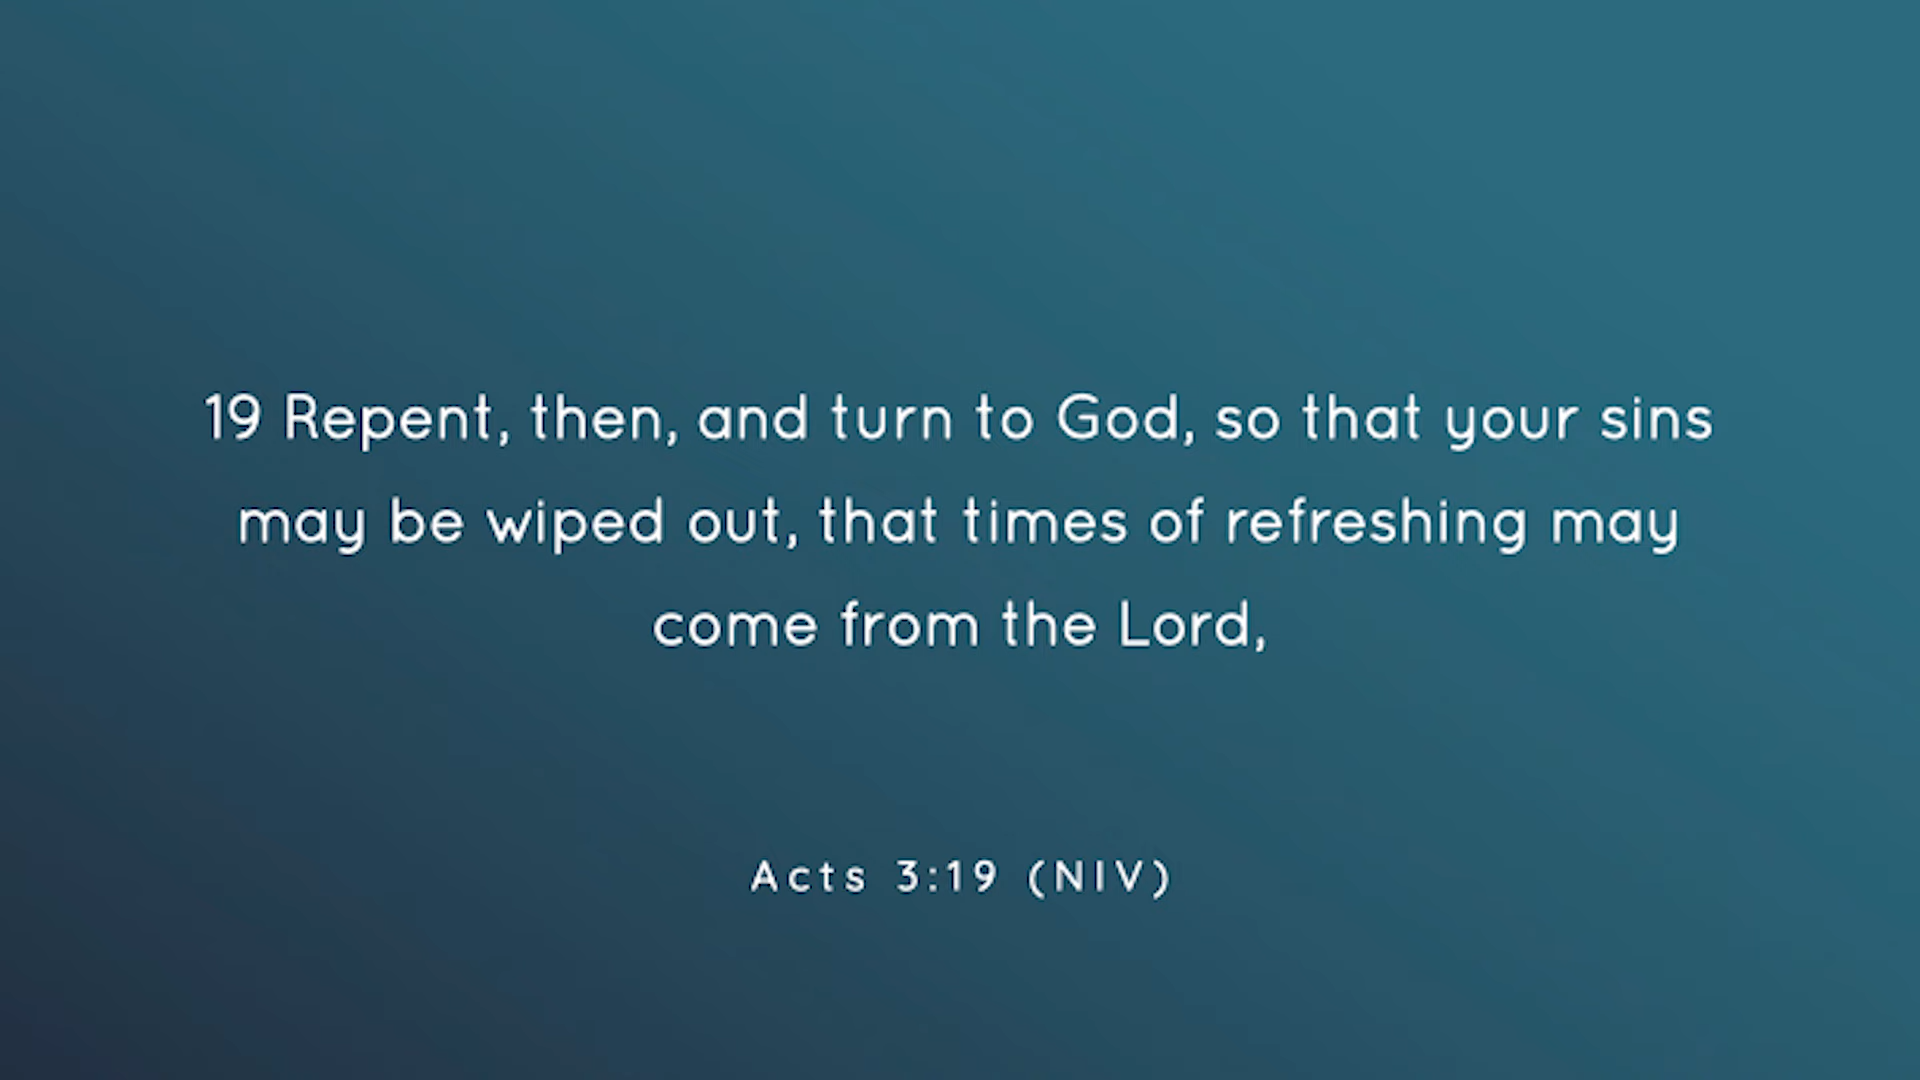 19 Repent, then, and turn to God, so that your sins
may be wiped out, that times of refreshing may
come from the Lord,
Acts 3:19 (NIV)